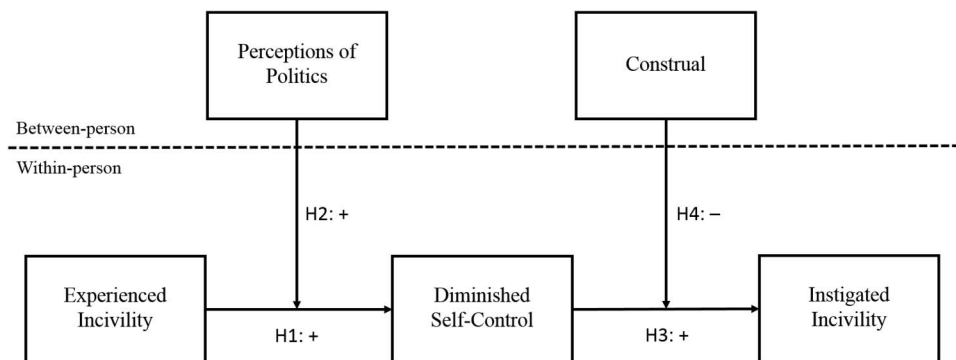 Perceptions of
Politics
Construal
Between-person
Within-person
H2: +
H4: –
Experienced
Incivility
Diminished
Self-Control
Instigated
Incivility
H1: +
H3: +